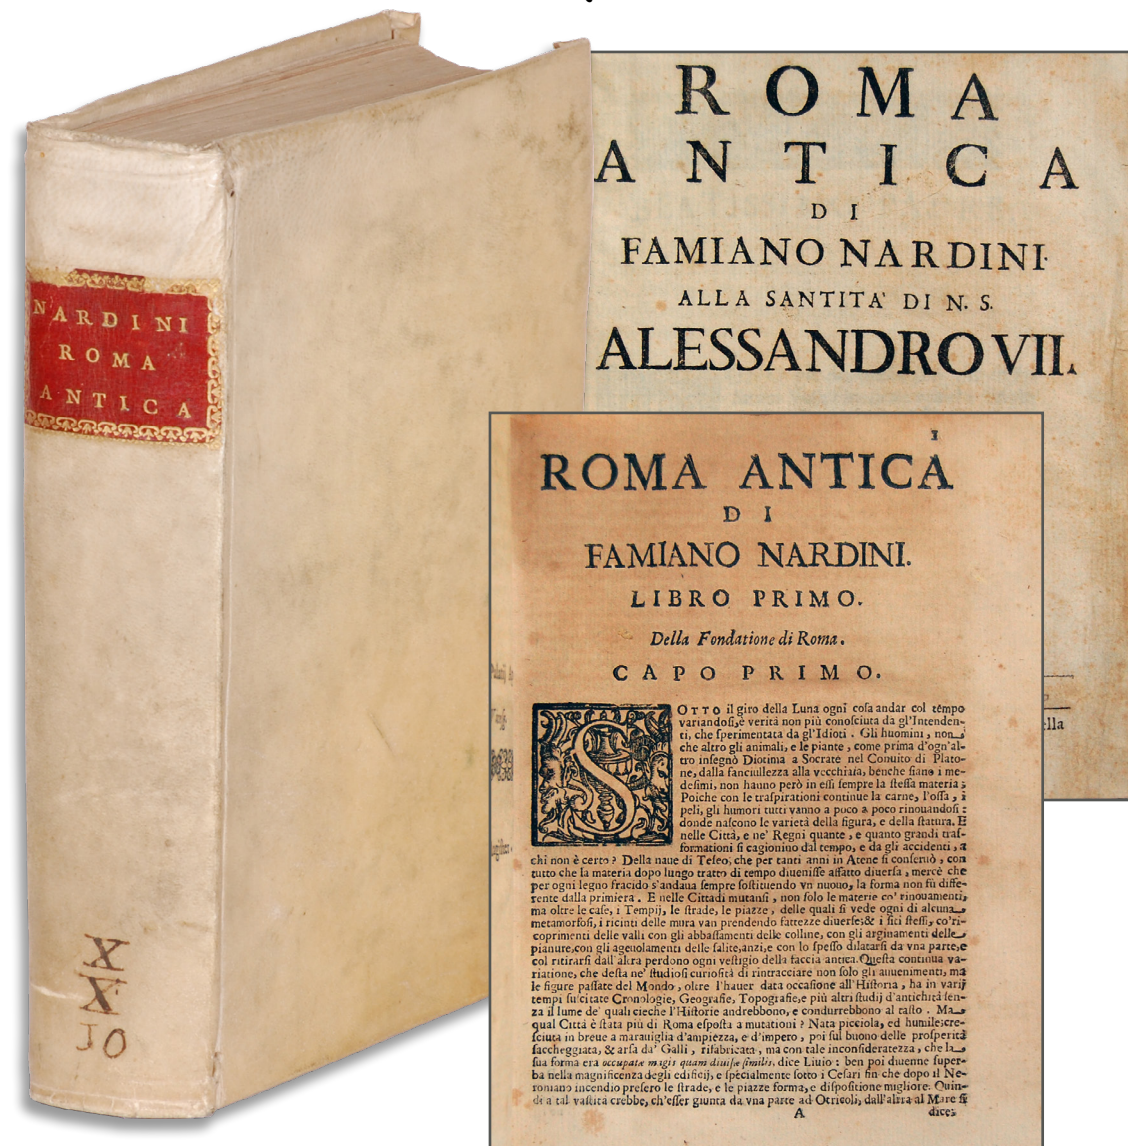 NARDINI
ROMA
ANTICA
X
X
JO
ROMA
ANTICA
DI
FAMIANO NARDINI
ALLA SANTITA' DI N. S.
ALESSANDRO VII.
ella
1
ROMA ANTICA
DI
FAMIANO NARDINI.
LIBRO PRIMO.
Della Fondatione di Roma.
CAPO PRIMO.
SOTTO il giro della Luna ogni coſa andar col tempo
variandoſi, è verità non più conoſciuta da gl'Intenden-
ti, che ſperimentata da gl'Idioti. Gli huomini, non
che altro gli animali, e le piante, come prima d'ogn'al-
tro inſegnò Diotima a Socrate nel Conuito di Plato-
ne, dalla fanciullezza alla vecchiaia, benche ſiano i me-
deſimi, non hanno però in eſſi ſempre la ſteſſa materia;
Poiche con le traſpirationi continue la carne, l'oſſa, i
peli, gli humori tutti vanno a poco a poco rinouandoſi:
donde naſcono le varietà della figura, e della ſtatura. E
nelle Città, e ne' Regni quante, e quanto grandi traſ-
formationi ſi cagionino dal tempo, e da gli accidenti, a
chi non è certo? Della naue di Teſeo, che per tanti anni in Atene ſi conſeruò, con
tutto che la materia dopo lungo tratto di tempo diueniſſe affatto diuerſa, mercè che
per ogni legno fracido s'andaua ſempre ſoſtituendo vn nuouo, la forma non fù diffe-
rente dalla primiera. E nelle Cittadi mutanſi, non ſolo le materie co' rinouamenti,
ma oltre le caſe, i Tempij, le ſtrade, le piazze, delle quali ſi vede ogni dì alcuna
metamorfoſi, i ricinti delle mura van prendendo fattezze diuerſe; & i ſiti ſteſſi, co'ri-
coprimenti delle valli con gli abbaſſamenti delle colline, con gli arginamenti delle
pianure, con gli ageuolamenti delle ſalite, anzi, e con lo ſpeſſo dilatarſi da vna parte, e
col ritirarſi dall'altra perdono ogni veſtigio della faccia antica. Queſta continua va-
riatione, che deſta ne' ſtudioſi curioſità di rintracciare non ſolo gli auuenimenti, ma
le figure paſſate del Mondo, oltre l'hauer data occaſione all'Hiſtoria, ha in varij
tempi ſuſcitate Cronologie, Geografie, Topografie, e più altri ſtudij d'antichità ſen-
za il lume de' quali cieche l'Hiſtorie andrebbono, e condurrebbono al taſto. Ma
qual Città è ſtata più di Roma eſpoſta a mutationi? Nata picciola, ed humile; cre-
ſciuta in breue a marauiglia d'ampiezza, e d'impero, poi ſul buono delle proſperità
ſaccheggiata, & arſa da' Galli, rifabricata, ma con tale inconſideratezza, che la
ſua forma era occupatæ magis quam diuiſæ ſimilis, dice Liuio: ben poi diuenne ſuper-
ba nella magnificenza degli edificij, e ſpecialmente ſotto i Ceſari fin che dopo il Ne-
roniano incendio preſero le ſtrade, e le piazze forma, e diſpoſitione migliore. Quin-
di a tal vaſtità crebbe, ch'eſſer giunta da vna parte ad Otricoli, dall'altra al Mare ſi
A
dice;